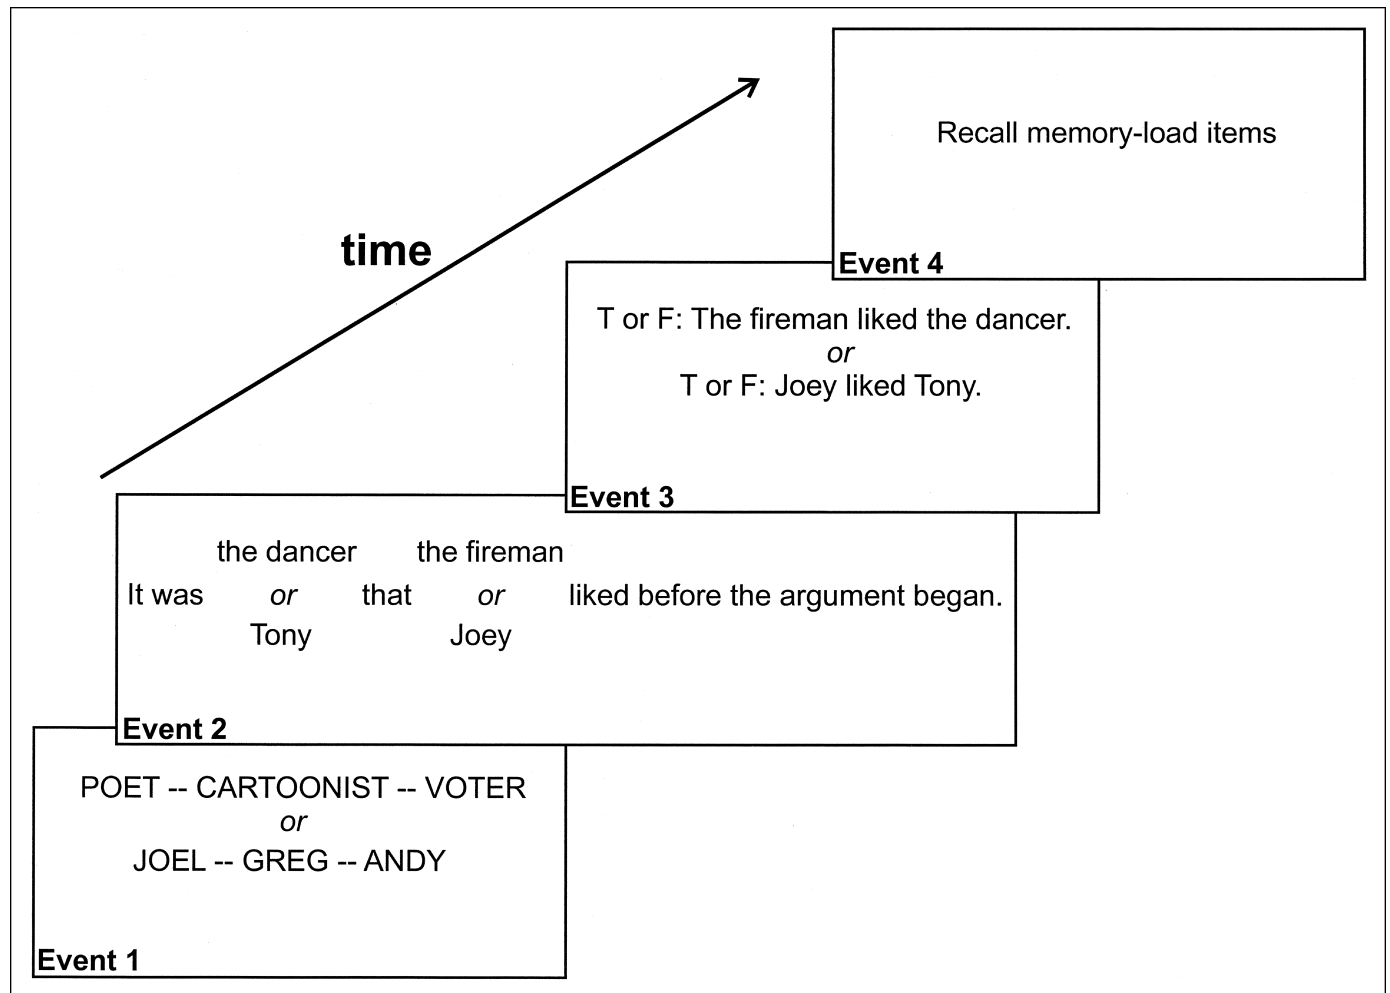 Recall memory-load items
Event 4
time
T or F: The fireman liked the dancer.
or
T or F: Joey liked Tony.
Event 3
the dancer the fireman
It was or that or liked before the argument began.
Tony Joey
Event 2
POET -- CARTOONIST -- VOTER
or
JOEL -- GREG -- ANDY
Event 1